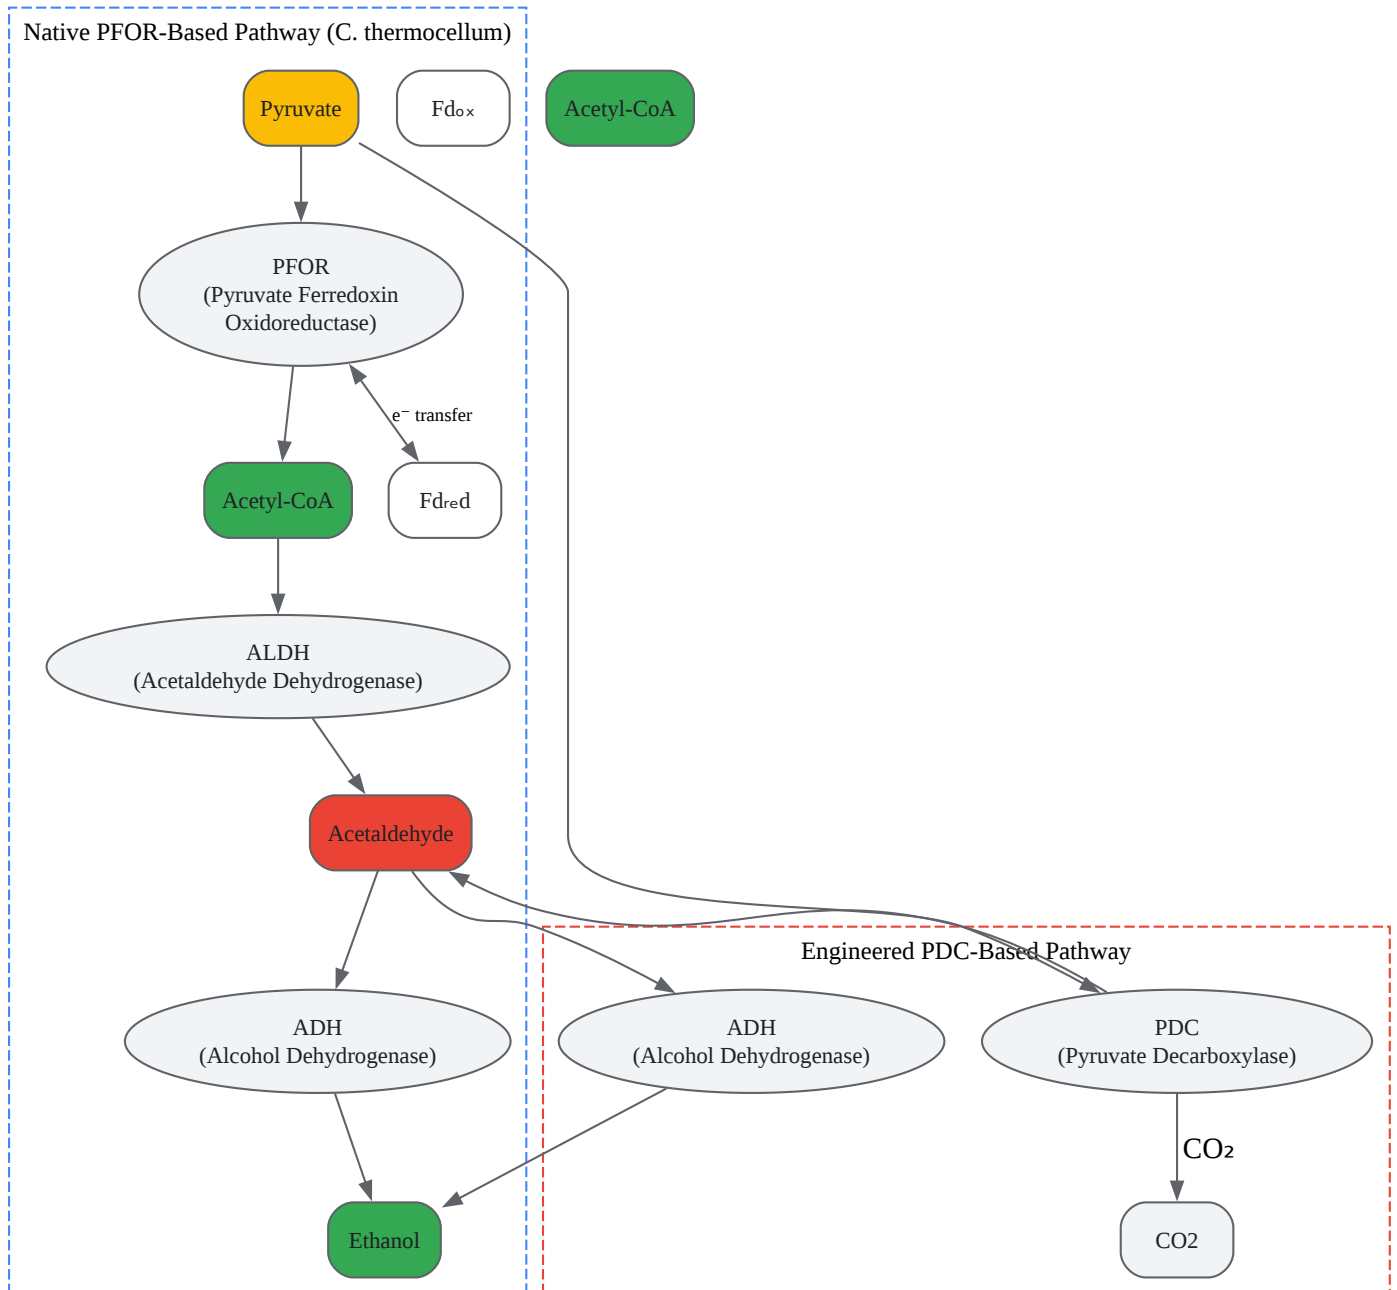 Native PFOR-Based Pathway (C. thermocellum)
Pyruvate
Fdₒₓ
Acetyl-CoA
PFOR
(Pyruvate Ferredoxin
Oxidoreductase)
e⁻ transfer
Acetyl-CoA
Fdᵣₑd
ALDH
(Acetaldehyde Dehydrogenase)
Acetaldehyde
Engineered PDC-Based Pathway
ADH
(Alcohol Dehydrogenase)
ADH
(Alcohol Dehydrogenase)
PDC
(Pyruvate Decarboxylase)
CO₂
Ethanol
CO2